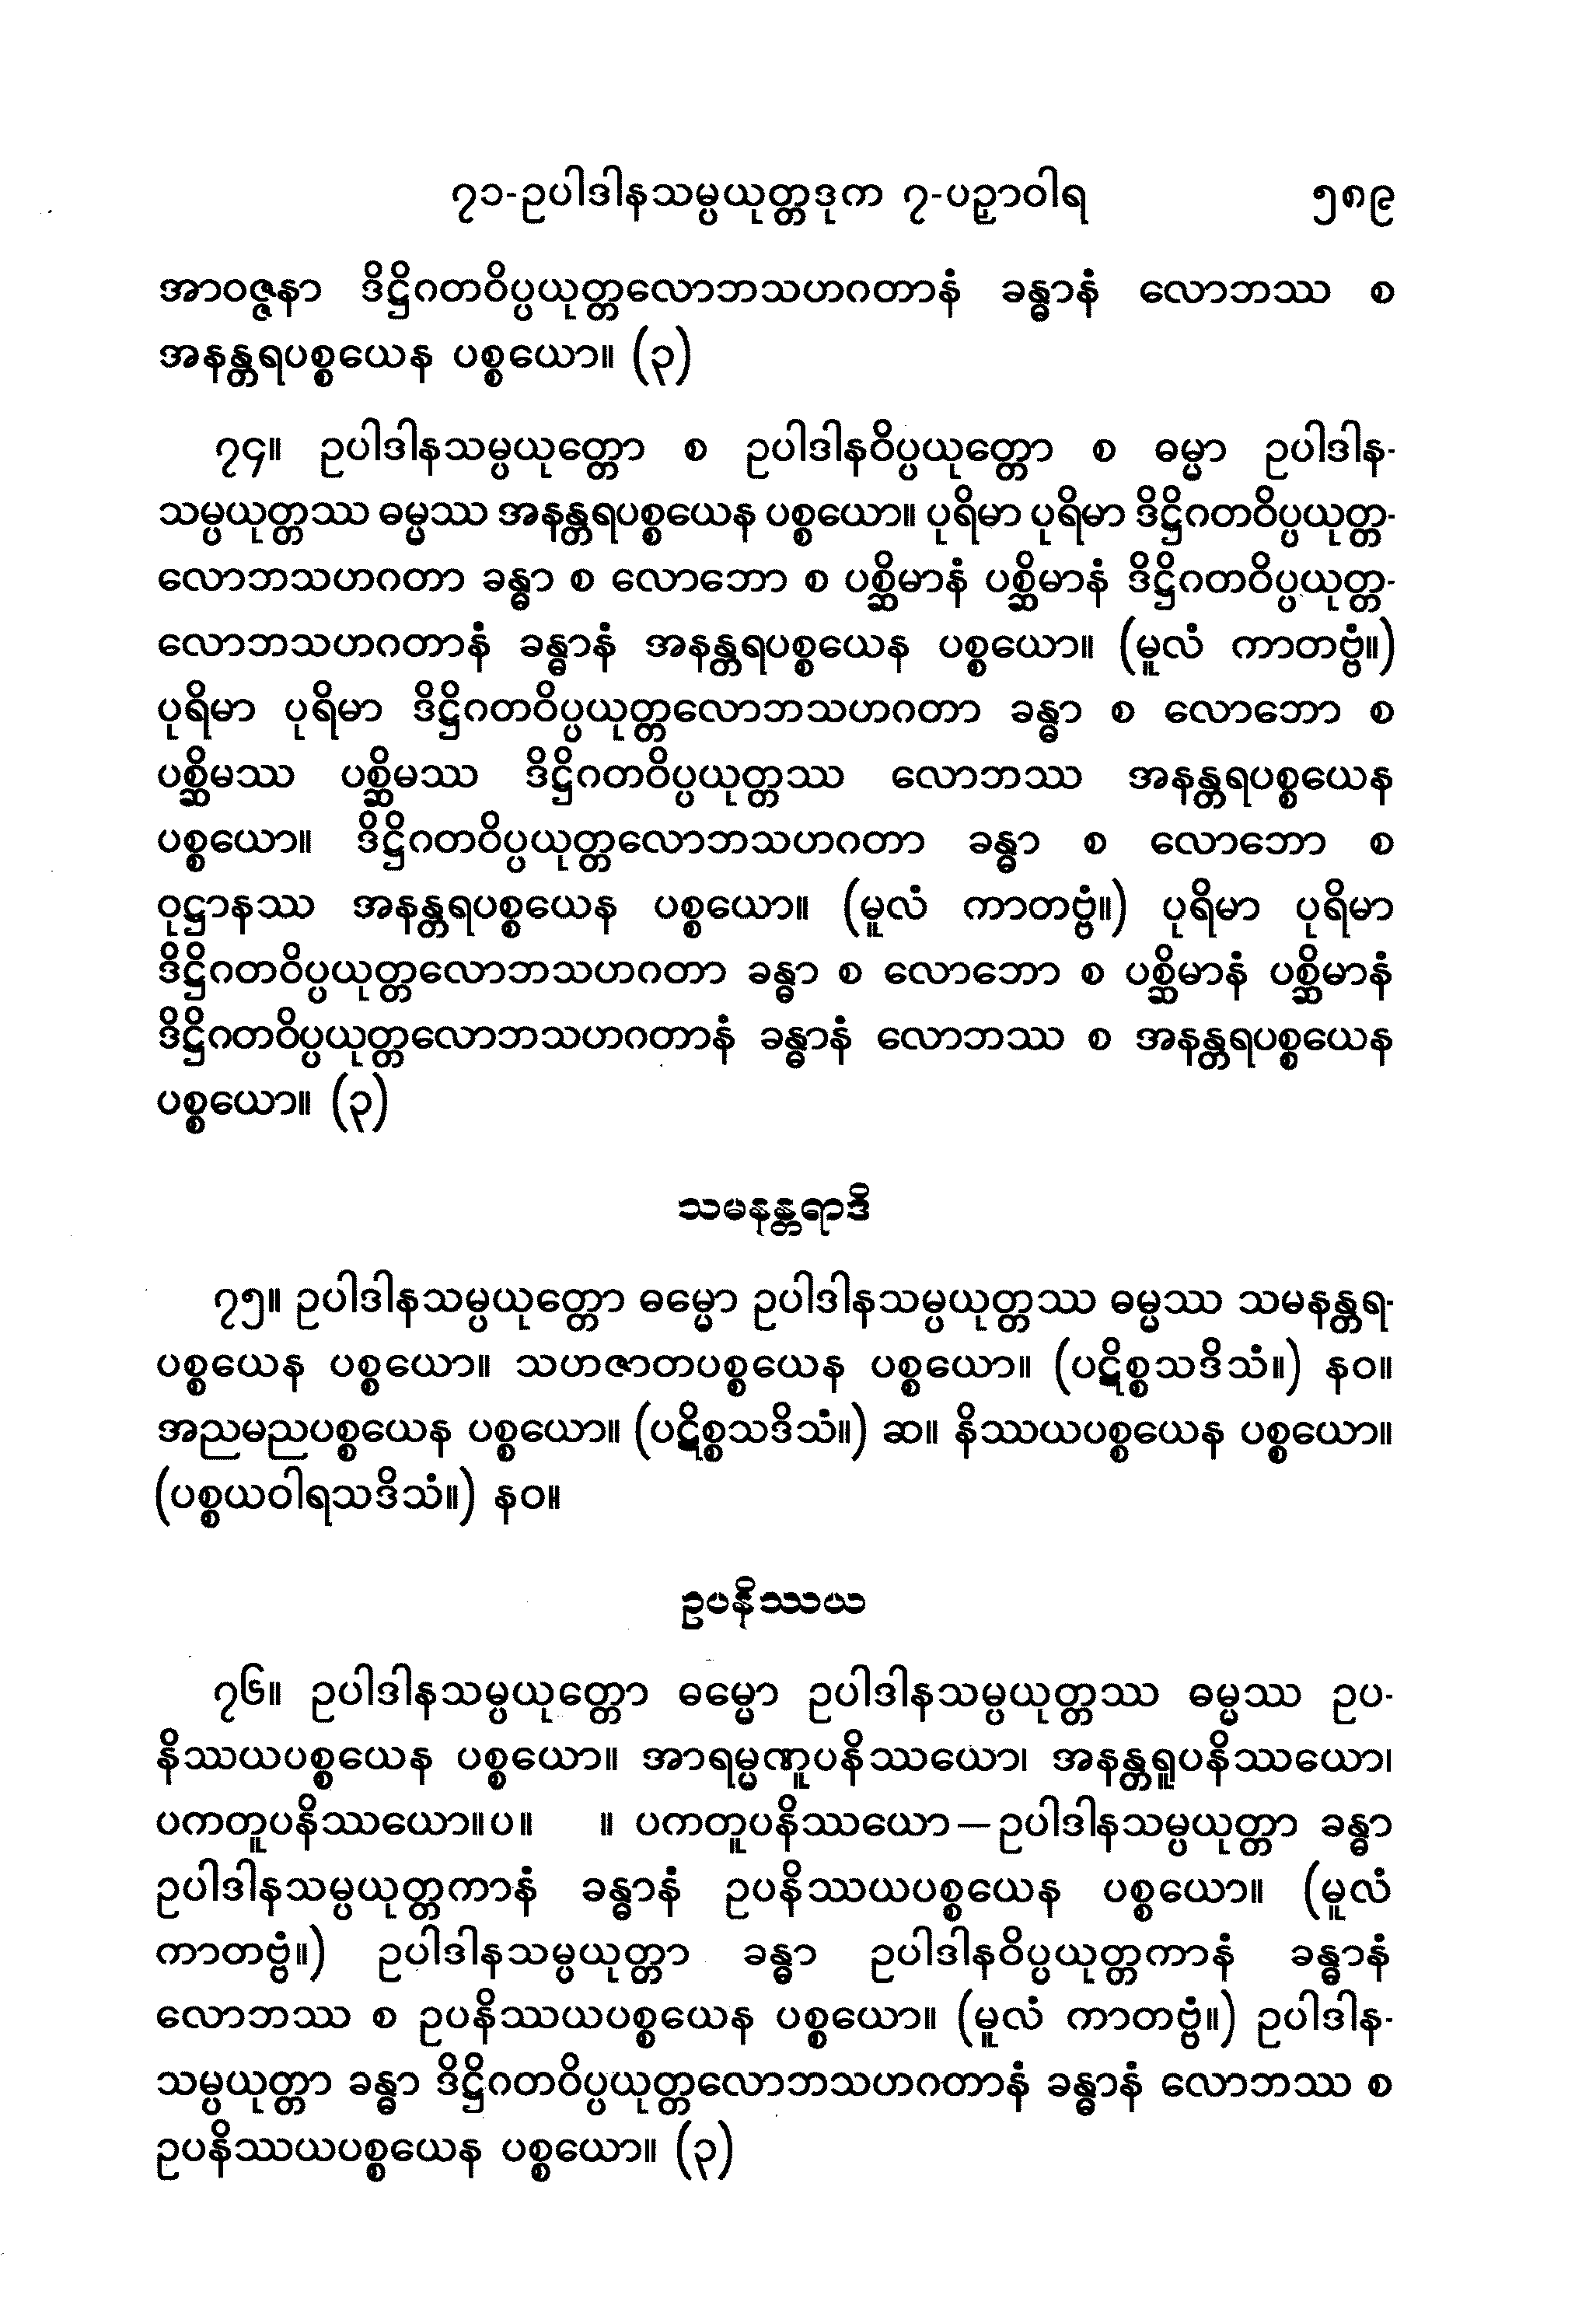 ၇၁-ဥပါဒါနသမ္ပယုတ္တဒုက ၇-ပဉှာဝါရ ၅၈၉
အာဝဇ္ဇနာ ဒိဋ္ဌိဂတဝိပ္ပယုတ္တလောဘသဟဂတာနံ ခန္ဓာနံ လောဘဿ စ
အနန္တရပစ္စယေန ပစ္စယော။ (၃)
၇၄။ ဥပါဒါနသမ္ပယုတ္တော စ ဥပါဒါနဝိပ္ပယုတ္တော စ ဓမ္မာ ဥပါဒါန-
သမ္ပယုတ္တဿ ဓမ္မဿ အနန္တရပစ္စယေန ပစ္စယော။ ပုရိမာ ပုရိမာ ဒိဋ္ဌိဂတဝိပ္ပယုတ္တ-
လောဘသဟဂတာ ခန္ဓာ စ လောဘော စ ပစ္ဆိမာနံ ပစ္ဆိမာနံ ဒိဋ္ဌိဂတဝိပ္ပယုတ္တ-
လောဘသဟဂတာနံ ခန္ဓာနံ အနန္တရပစ္စယေန ပစ္စယော။ (မူလံ ကာတဗ္ဗံ။)
ပုရိမာ ပုရိမာ ဒိဋ္ဌိဂတဝိပ္ပယုတ္တလောဘသဟဂတာ ခန္ဓာ စ လောဘော စ
ပစ္ဆိမဿ ပစ္ဆိမဿ ဒိဋ္ဌိဂတဝိပ္ပယုတ္တဿ လောဘဿ အနန္တရပစ္စယေန
ပစ္စယော။ ဒိဋ္ဌိဂတဝိပ္ပယုတ္တလောဘသဟဂတာ ခန္ဓာ စ လောဘော စ
ဝုဋ္ဌာနဿ အနန္တရပစ္စယေန ပစ္စယော။ (မူလံ ကာတဗ္ဗံ။) ပုရိမာ ပုရိမာ
ဒိဋ္ဌိဂတဝိပ္ပယုတ္တလောဘသဟဂတာ ခန္ဓာ စ လောဘော စ ပစ္ဆိမာနံ ပစ္ဆိမာနံ
ဒိဋ္ဌိဂတဝိပ္ပယုတ္တလောဘသဟဂတာနံ ခန္ဓာနံ လောဘဿ စ အနန္တရပစ္စယေန
ပစ္စယော။ (၃)
သမနန္တရာဒိ
၇၅။ ဥပါဒါနသမ္ပယုတ္တော ဓမ္မော ဥပါဒါနသမ္ပယုတ္တဿ ဓမ္မဿ သမနန္တရ-
ပစ္စယေန ပစ္စယော။ သဟဇာတပစ္စယေန ပစ္စယော။ (ပဋိစ္စသဒိသံ။) နဝ။
အညမညပစ္စယေန ပစ္စယော။ (ပဋိစ္စသဒိသံ။) ဆ။ နိဿယပစ္စယေန ပစ္စယော။
(ပစ္စယဝါရသဒိသံ။) နဝ။
ဥပနိဿယ
၇၆။ ဥပါဒါနသမ္ပယုတ္တော ဓမ္မော ဥပါဒါနသမ္ပယုတ္တဿ ဓမ္မဿ ဥပ-
နိဿယပစ္စယေန ပစ္စယော။ အာရမ္မဏူပနိဿယော၊ အနန္တရူပနိဿယော၊
ပကတူပနိဿယော။ပ။ ။ ပကတူပနိဿယော—ဥပါဒါနသမ္ပယုတ္တာ ခန္ဓာ
ဥပါဒါနသမ္ပယုတ္တကာနံ ခန္ဓာနံ ဥပနိဿယပစ္စယေန ပစ္စယော။ (မူလံ
ကာတဗ္ဗံ။) ဥပါဒါနသမ္ပယုတ္တာ ခန္ဓာ ဥပါဒါနဝိပ္ပယုတ္တကာနံ ခန္ဓာနံ
လောဘဿ စ ဥပနိဿယပစ္စယေန ပစ္စယော။ (မူလံ ကာတဗ္ဗံ။) ဥပါဒါန-
သမ္ပယုတ္တာ ခန္ဓာ ဒိဋ္ဌိဂတဝိပ္ပယုတ္တလောဘသဟဂတာနံ ခန္ဓာနံ လောဘဿ စ
ဥပနိဿယပစ္စယေန ပစ္စယော။ (၃)